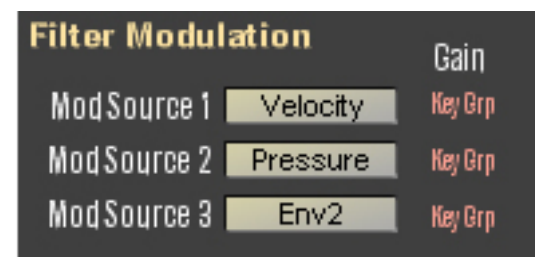 Filter Modulation
Gain
Mod Source 1 Velocity Key Grp
Mod Source 2 Pressure Key Grp
Mod Source 3 Env2 Key Grp